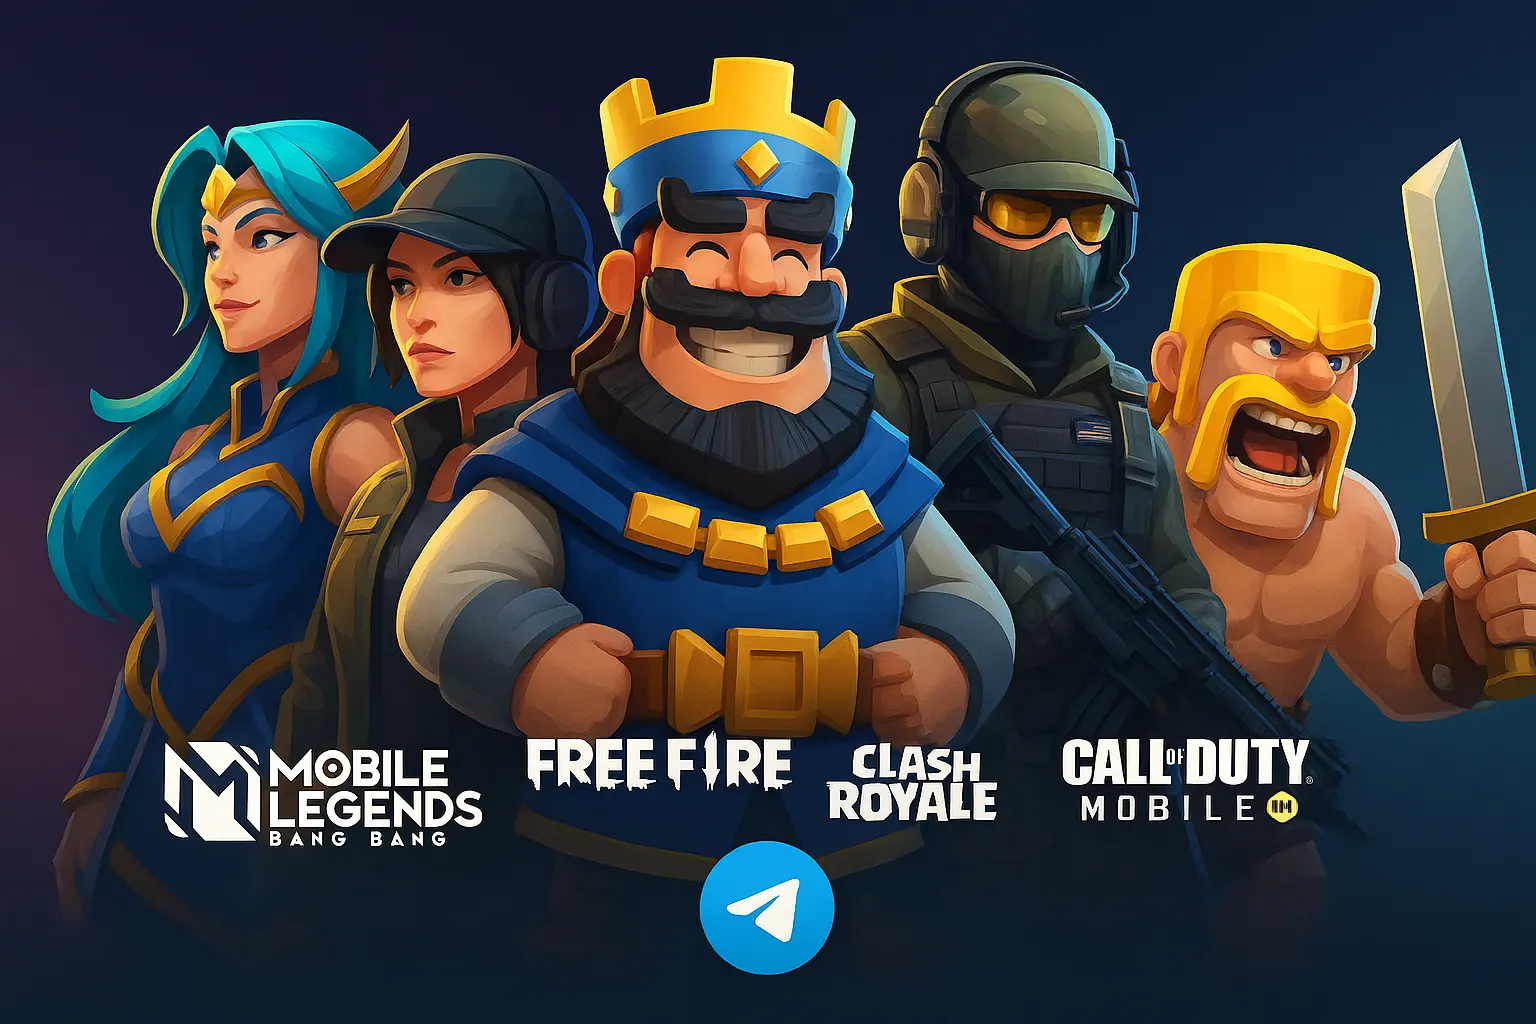 MOBILE
LEGENDS
BANG BANG
FREE FIRE
CLASH
ROYALE
CALL OF DUTY
MOBILE